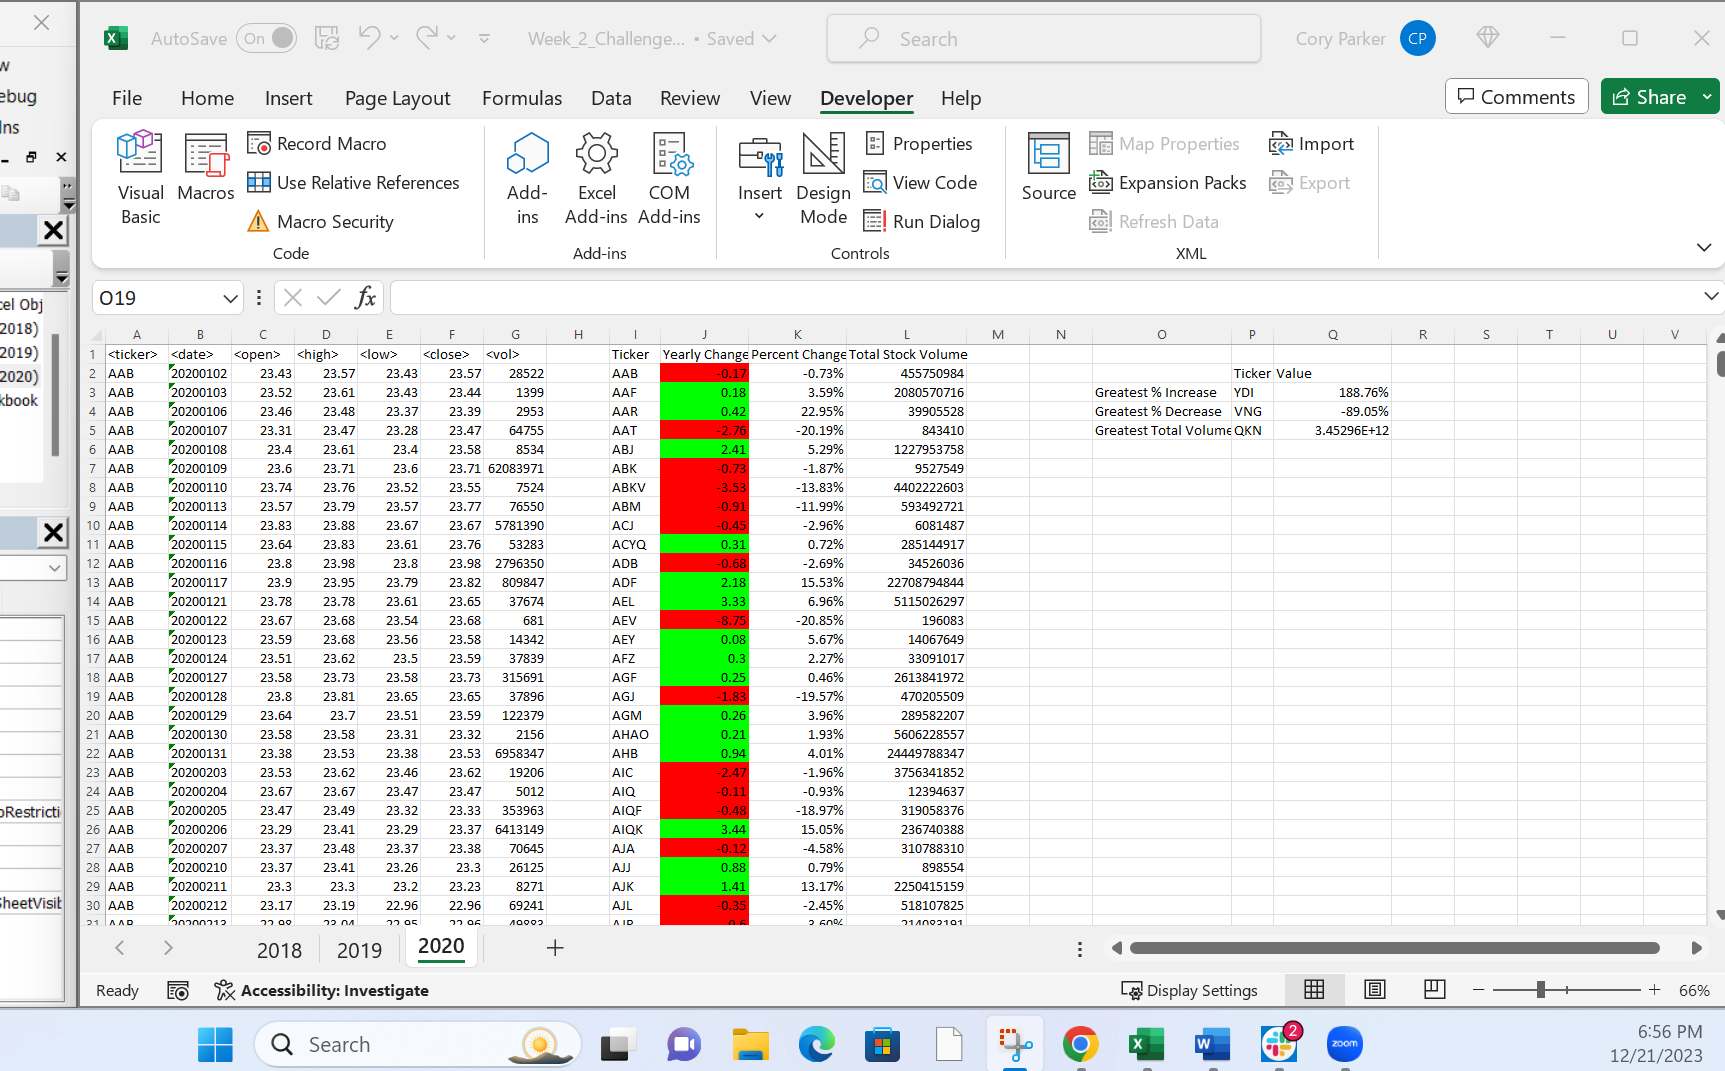 AutoSave On Week_2_Challenge... • Saved Search Cory Parker CP
File Home Insert Page Layout Formulas Data Review View Developer Help Comments Share
w
ebug
Ins
Visual Basic
Macros
Record Macro
Use Relative References
Macro Security
Code
Add-ins
Excel Add-ins
COM Add-ins
Add-ins
Insert
Design Mode
Properties
View Code
Run Dialog
Controls
Source
Map Properties
Expansion Packs
Refresh Data
Import
Export
XML
O19 fx
cel Obj
2018)
2019)
2020)
kbook
oRestricti
SheetVisib
A B C D E F G H I J K L M N O P Q R S T U V
1 <ticker> <date> <open> <high> <low> <close> <vol> Ticker Yearly Change Percent Change Total Stock Volume
2 AAB 20200102 23.43 23.57 23.43 23.57 28522 AAB -0.17 -0.73% 455750984 Ticker Value
3 AAB 20200103 23.52 23.61 23.43 23.44 1399 AAF 0.18 3.59% 2080570716 Greatest % Increase YDI 188.76%
4 AAB 20200106 23.46 23.48 23.37 23.39 2953 AAR 0.42 22.95% 39905528 Greatest % Decrease VNG -89.05%
5 AAB 20200107 23.31 23.47 23.28 23.47 64755 AAT -2.76 -20.19% 843410 Greatest Total Volume QKN 3.45296E+12
6 AAB 20200108 23.4 23.61 23.4 23.58 8534 ABJ 2.41 5.29% 1227953758
7 AAB 20200109 23.6 23.71 23.6 23.71 62083971 ABK -0.73 -1.87% 9527549
8 AAB 20200110 23.74 23.76 23.52 23.55 7524 ABKV -3.53 -13.83% 4402222603
9 AAB 20200113 23.57 23.79 23.57 23.77 76550 ABM -0.91 -11.99% 593492721
10 AAB 20200114 23.83 23.88 23.67 23.67 5781390 ACJ -0.45 -2.96% 6081487
11 AAB 20200115 23.64 23.83 23.61 23.76 53283 ACYQ 0.31 0.72% 285144917
12 AAB 20200116 23.8 23.98 23.8 23.98 2796350 ADB -0.68 -2.69% 34526036
13 AAB 20200117 23.9 23.95 23.79 23.82 809847 ADF 2.18 15.53% 22708794844
14 AAB 20200121 23.78 23.78 23.61 23.65 37674 AEL 3.33 6.96% 5115026297
15 AAB 20200122 23.67 23.68 23.54 23.68 681 AEV -8.75 -20.85% 196083
16 AAB 20200123 23.59 23.68 23.56 23.58 14342 AEY 0.08 5.67% 14067649
17 AAB 20200124 23.51 23.62 23.5 23.59 37839 AFZ 0.3 2.27% 33091017
18 AAB 20200127 23.58 23.73 23.58 23.73 315691 AGF 0.25 0.46% 2613841972
19 AAB 20200128 23.8 23.81 23.65 23.65 37896 AGJ -1.83 -19.57% 470205509
20 AAB 20200129 23.64 23.7 23.51 23.59 122379 AGM 0.26 3.96% 289582207
21 AAB 20200130 23.58 23.58 23.31 23.32 2156 AHAO 0.21 1.93% 5606228557
22 AAB 20200131 23.38 23.53 23.38 23.53 6958347 AHB 0.94 4.01% 24449788347
23 AAB 20200203 23.53 23.62 23.46 23.62 19206 AIC -2.47 -1.96% 3756341852
24 AAB 20200204 23.67 23.67 23.47 23.47 5012 AIQ -0.11 -0.93% 12394637
25 AAB 20200205 23.47 23.49 23.32 23.33 353963 AIQF -0.48 -18.97% 319058376
26 AAB 20200206 23.29 23.41 23.29 23.37 6413149 AIQK 3.44 15.05% 236740388
27 AAB 20200207 23.37 23.48 23.37 23.38 70645 AJA -0.12 -4.58% 310788310
28 AAB 20200210 23.37 23.41 23.26 23.3 26125 AJJ 0.88 0.79% 898554
29 AAB 20200211 23.3 23.3 23.2 23.23 8271 AJK 1.41 13.17% 2250415159
30 AAB 20200212 23.17 23.19 22.96 22.96 69241 AJL -0.35 -2.45% 518107825
31 AAB 20200213 22.98 23.04 22.95 22.96
2018 2019 2020
Ready Accessibility: Investigate Display Settings 66%
Search
2
zoom
6:56 PM
12/21/2023